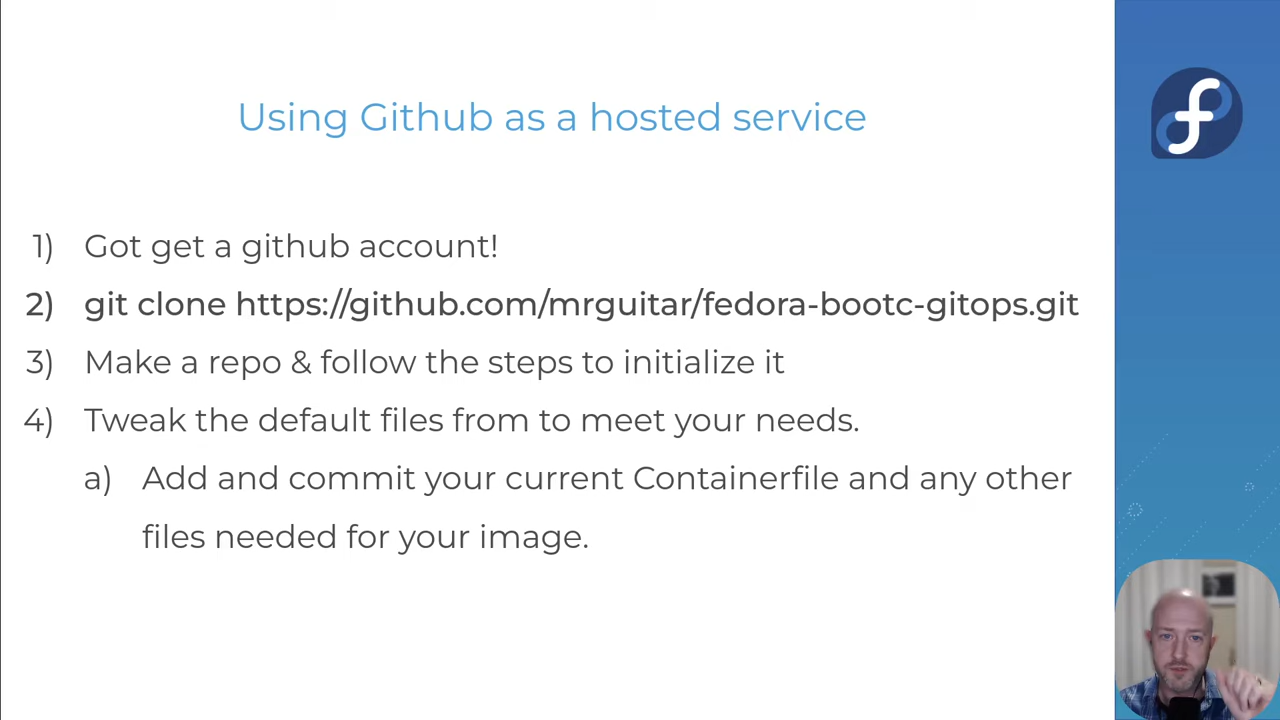 Using Github as a hosted service
1) Got get a github account!
2) git clone https://github.com/mrguitar/fedora-bootc-gitops.git
3) Make a repo & follow the steps to initialize it
4) Tweak the default files from to meet your needs.
a) Add and commit your current Containerfile and any other
files needed for your image.